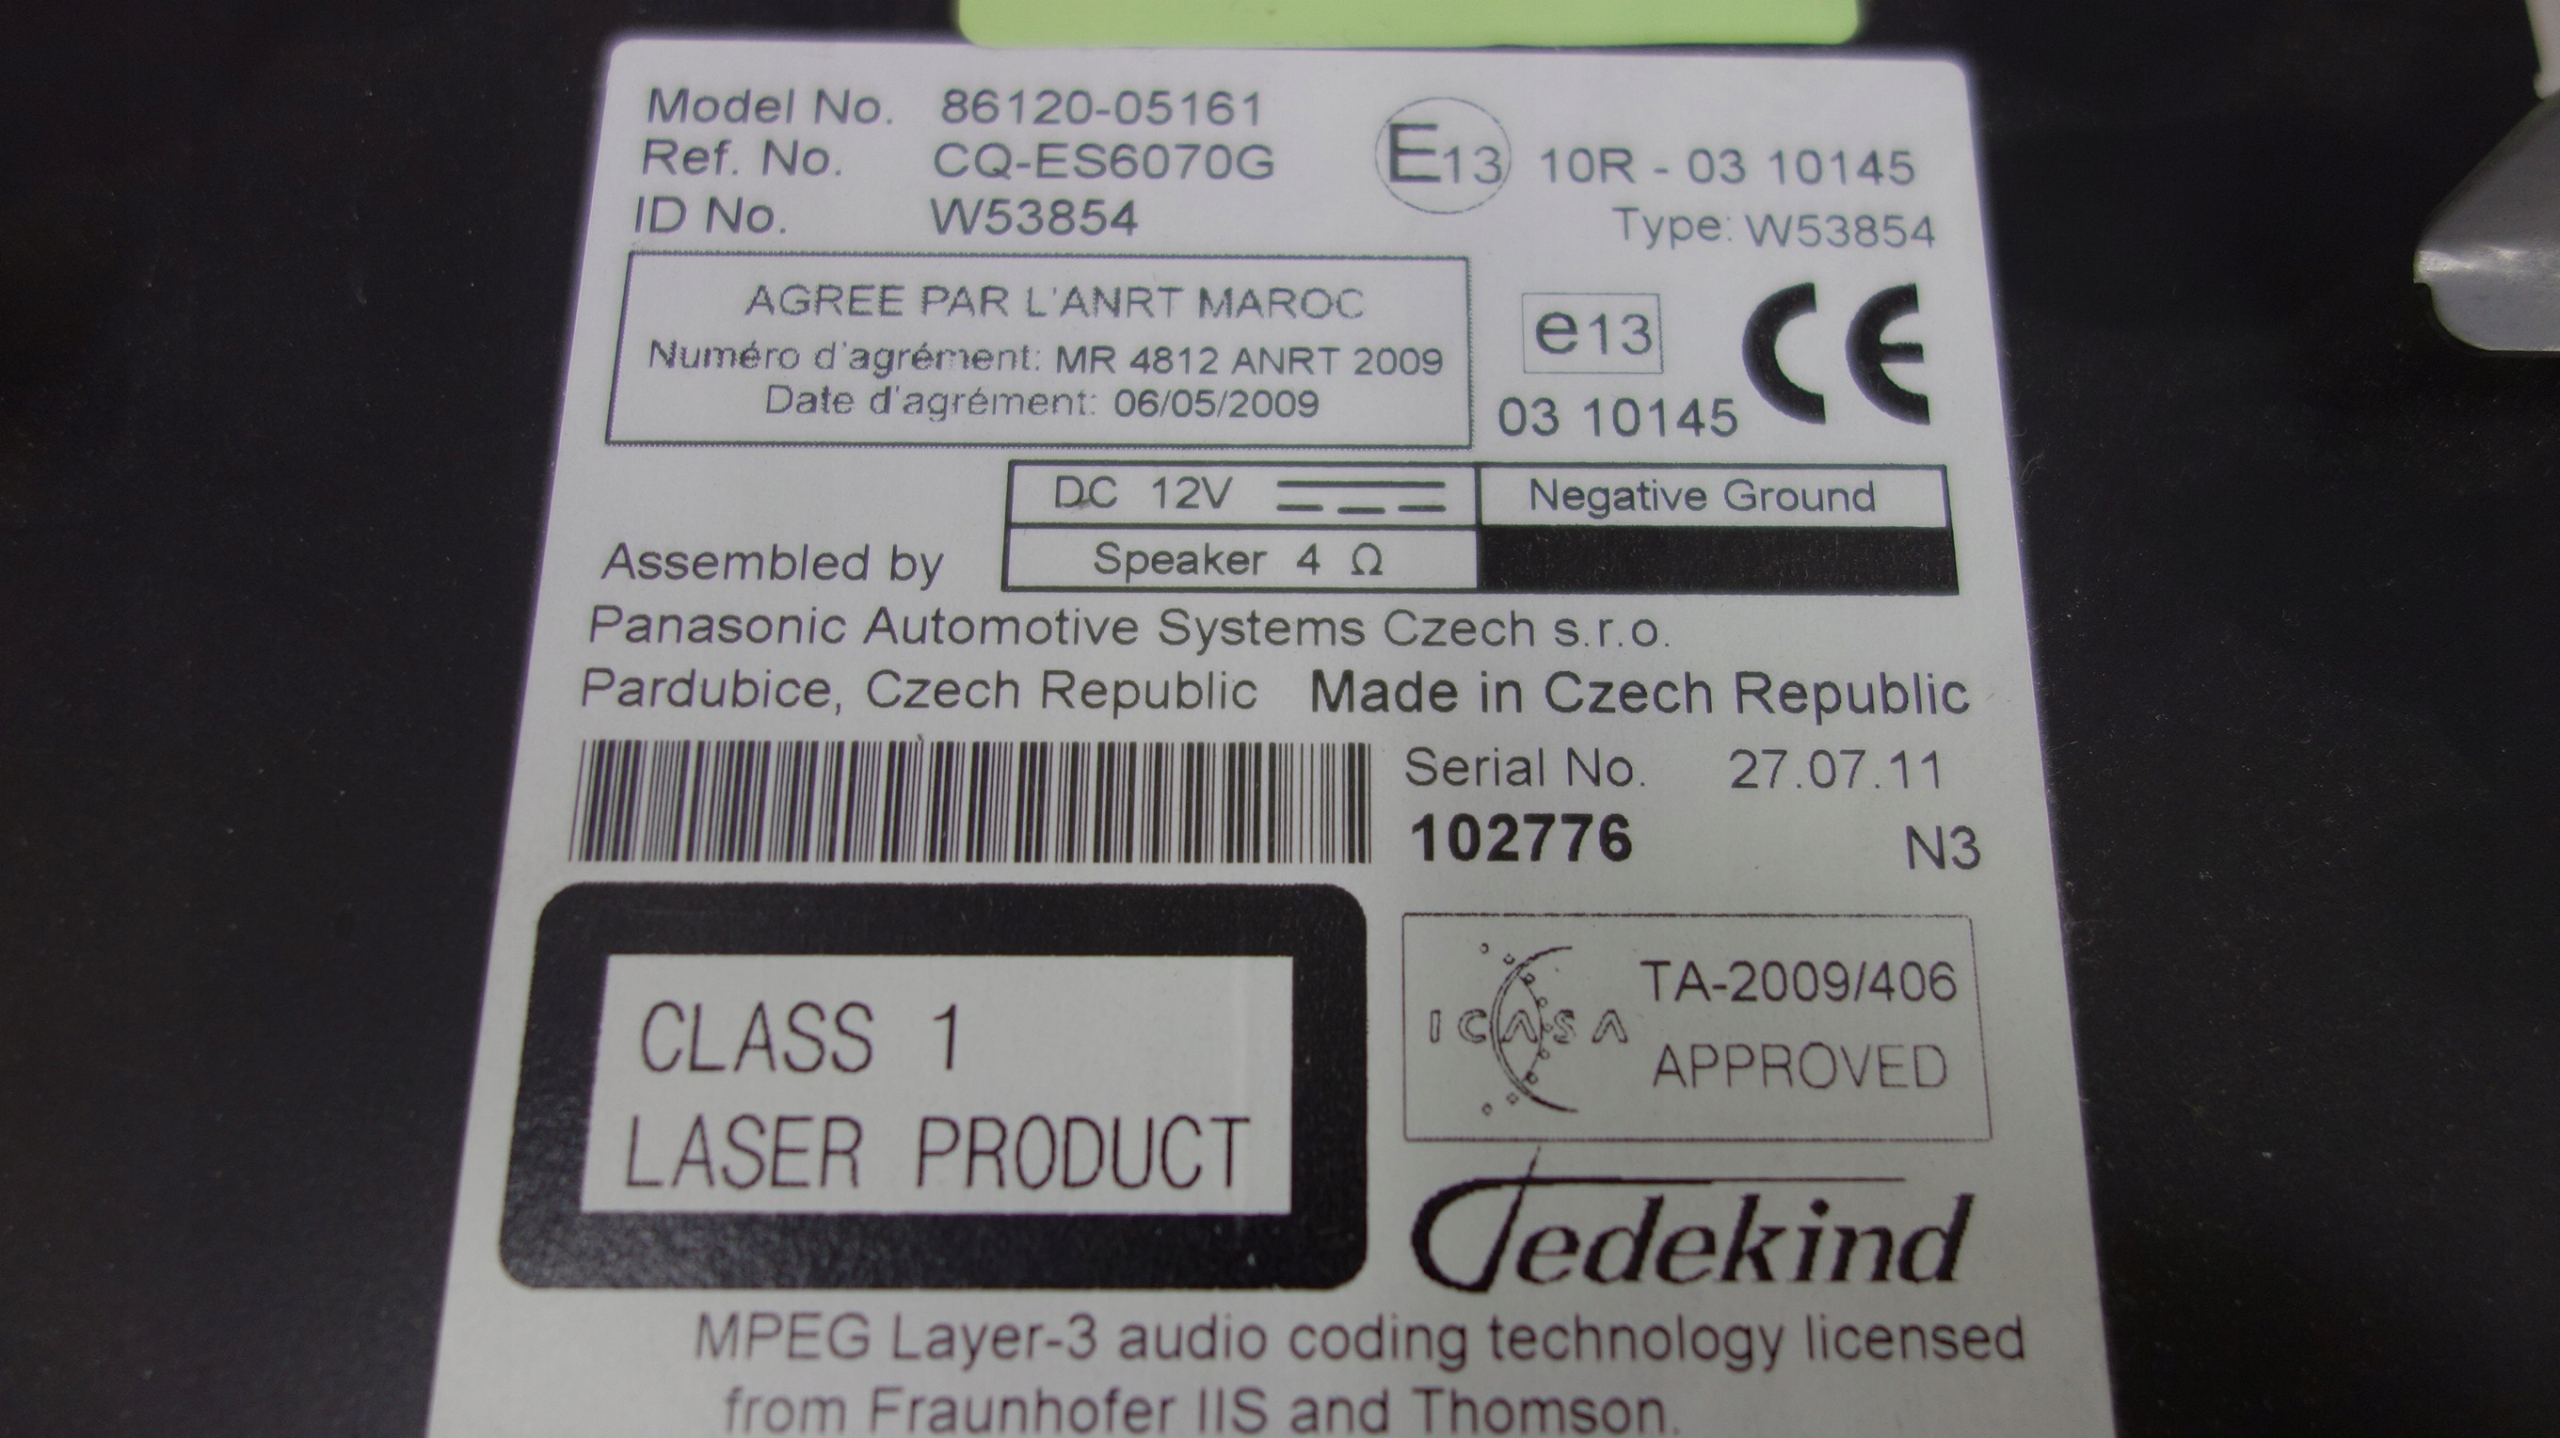 Model No. 86120-05161
Ref. No. CQ-ES6070G
ID No. W53854
E13 10R - 03 10145
Type: W53854
AGREE PAR L'ANRT MAROC
Numéro d'agrément: MR 4812 ANRT 2009
Date d'agrément: 06/05/2009
e13
03 10145
CE
DC 12V
Negative Ground
Speaker 4 Ω
Assembled by
Panasonic Automotive Systems Czech s.r.o.
Pardubice, Czech Republic Made in Czech Republic
Serial No. 27.07.11
102776 N3
CLASS 1
LASER PRODUCT
ICASA
TA-2009/406
APPROVED
Jedekind
MPEG Layer-3 audio coding technology licensed
from Fraunhofer IIS and Thomson.